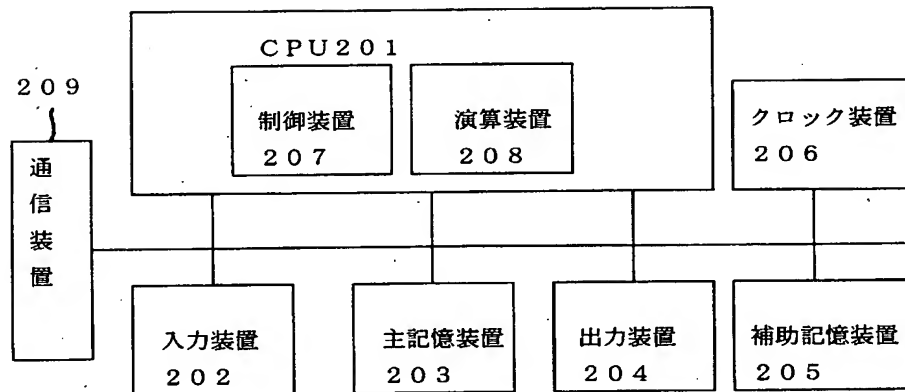 CPU201
209
制御装置
207
演算装置
208
クロック装置
206
通信装置
入力装置
202
主記憶装置
203
出力装置
204
補助記憶装置
205